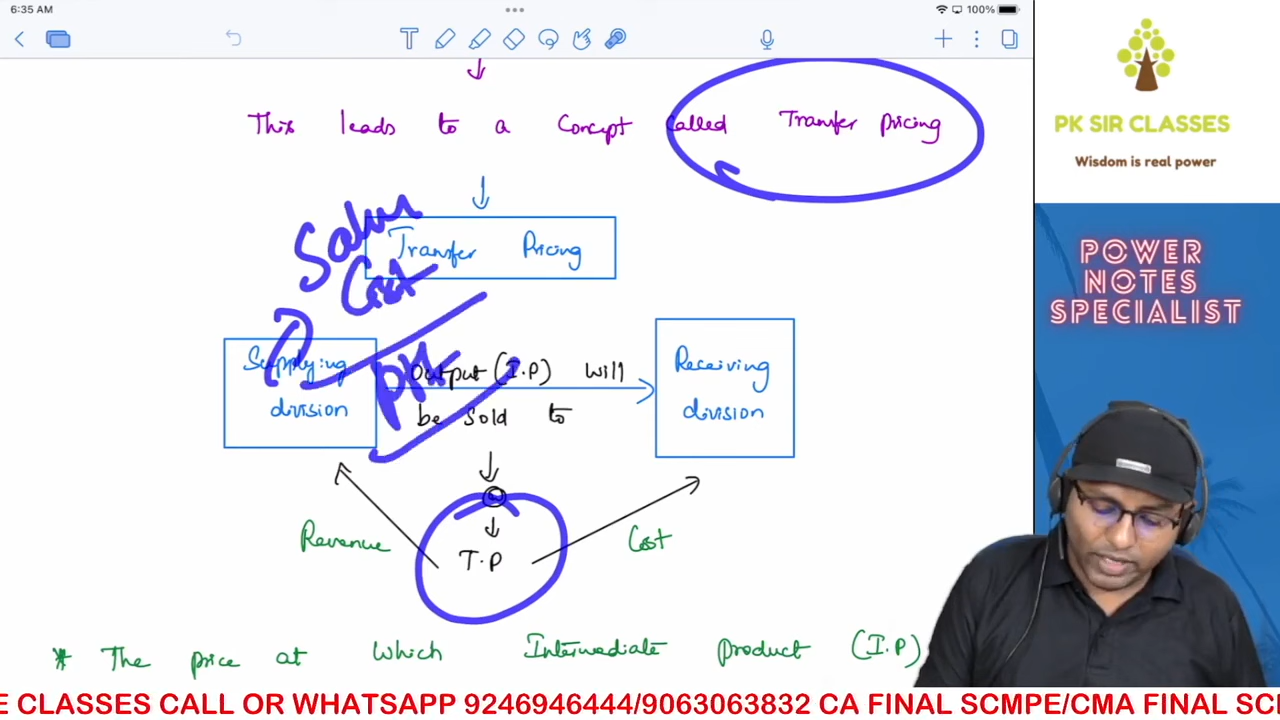 6:35 AM
100%
This leads to a Concept Called Transfer Pricing
PK SIR CLASSES
Wisdom is real power
Sales
Cost
Transfer Pricing
POWER
NOTES
SPECIALIST
Supplying
division
Output (I.P) will
be Sold to
Receiving
division
@
T.P
Revenue
Cost
* The price at which Intermediate product (I.P)
E CLASSES CALL OR WHATSAPP 9246946444/9063063832 CA FINAL SCMPE/CMA FINAL SC